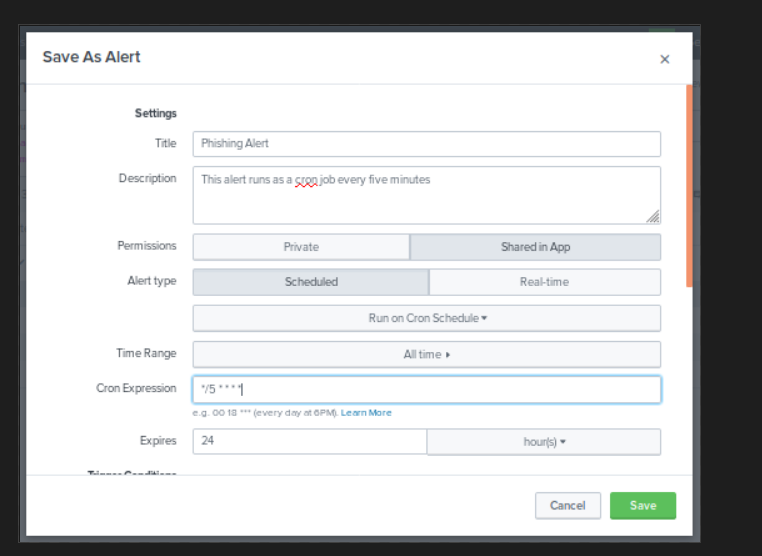 Save As Alert ×
Settings
Title Phishing Alert
Description This alert runs as a cron job every five minutes
Permissions Private Shared in App
Alert type Scheduled Real-time
Run on Cron Schedule ▾
Time Range All time ▸
Cron Expression */5 * * * *
e.g. 00 18 *** (every day at 6PM). Learn More
Expires 24 hour(s) ▾
Trigger Conditions
Cancel Save